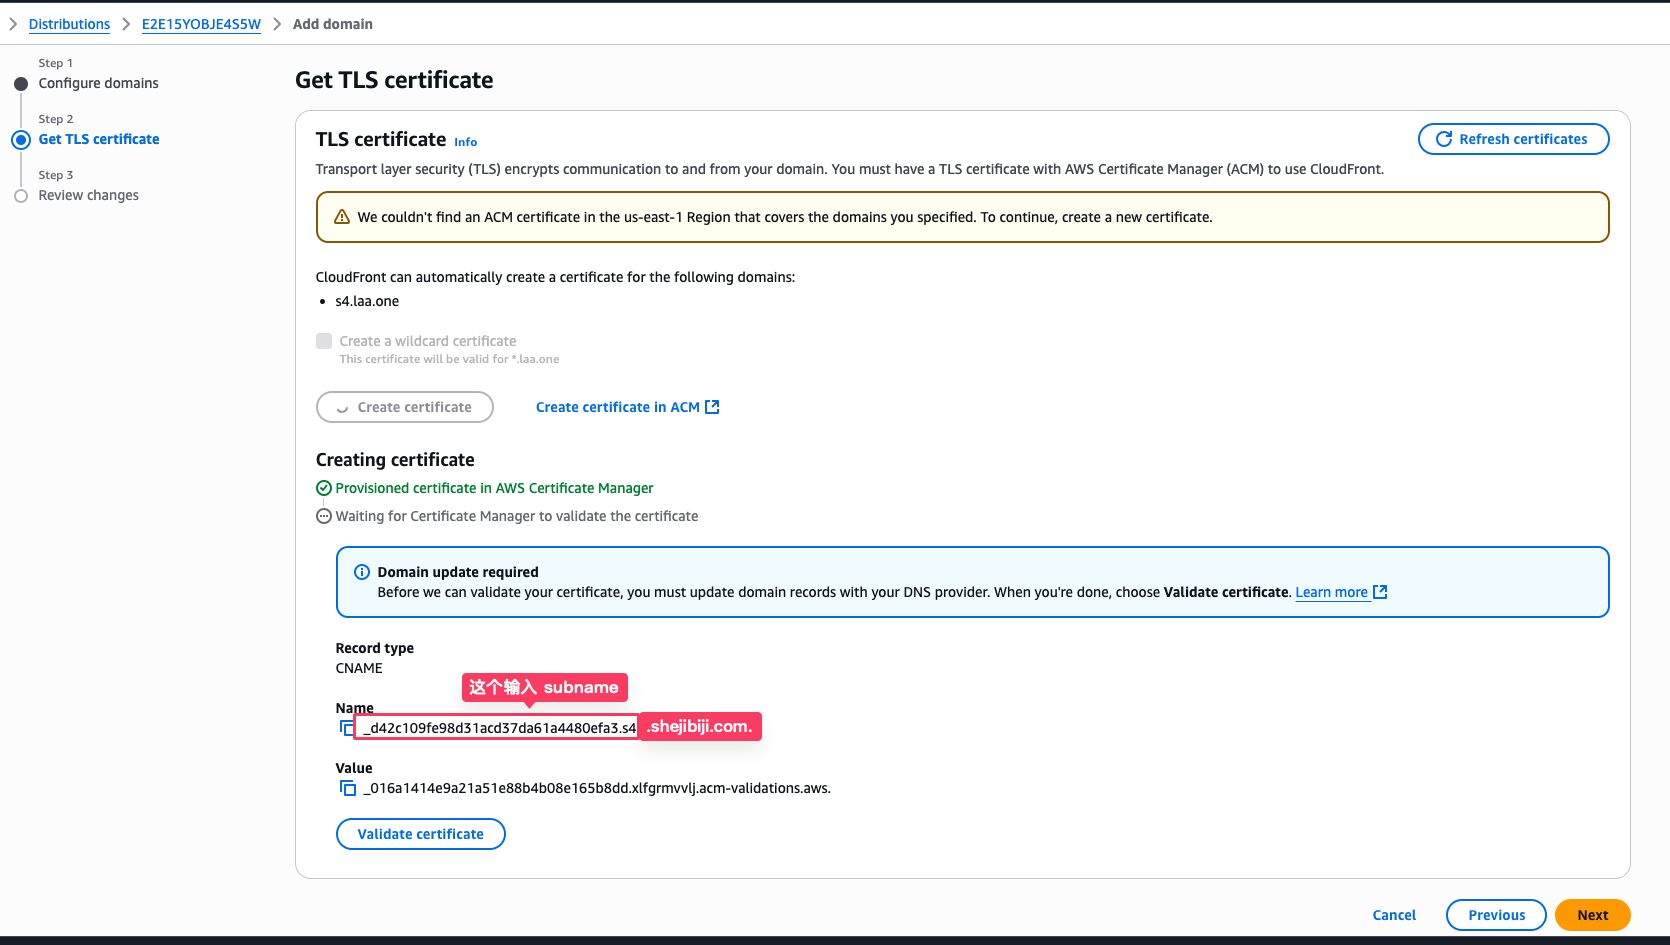 Distributions
E2E15YOBJE4S5W
Add domain
Step 1
Configure domains
Step 2
Get TLS certificate
Step 3
Review changes
Get TLS certificate
TLS certificate Info
Refresh certificates
Transport layer security (TLS) encrypts communication to and from your domain. You must have a TLS certificate with AWS Certificate Manager (ACM) to use CloudFront.
We couldn't find an ACM certificate in the us-east-1 Region that covers the domains you specified. To continue, create a new certificate.
CloudFront can automatically create a certificate for the following domains:
• s4.laa.one
Create a wildcard certificate
This certificate will be valid for *.laa.one
Create certificate
Create certificate in ACM
Creating certificate
Provisioned certificate in AWS Certificate Manager
Waiting for Certificate Manager to validate the certificate
Domain update required
Before we can validate your certificate, you must update domain records with your DNS provider. When you're done, choose Validate certificate. Learn more
Record type
CNAME
这个输入 subname
Name
_d42c109fe98d31acd37da61a4480efa3.s4 .shejibiji.com.
Value
_016a1414e9a21a51e88b4b08e165b8dd.xlfgrmvvlj.acm-validations.aws.
Validate certificate
Cancel
Previous
Next